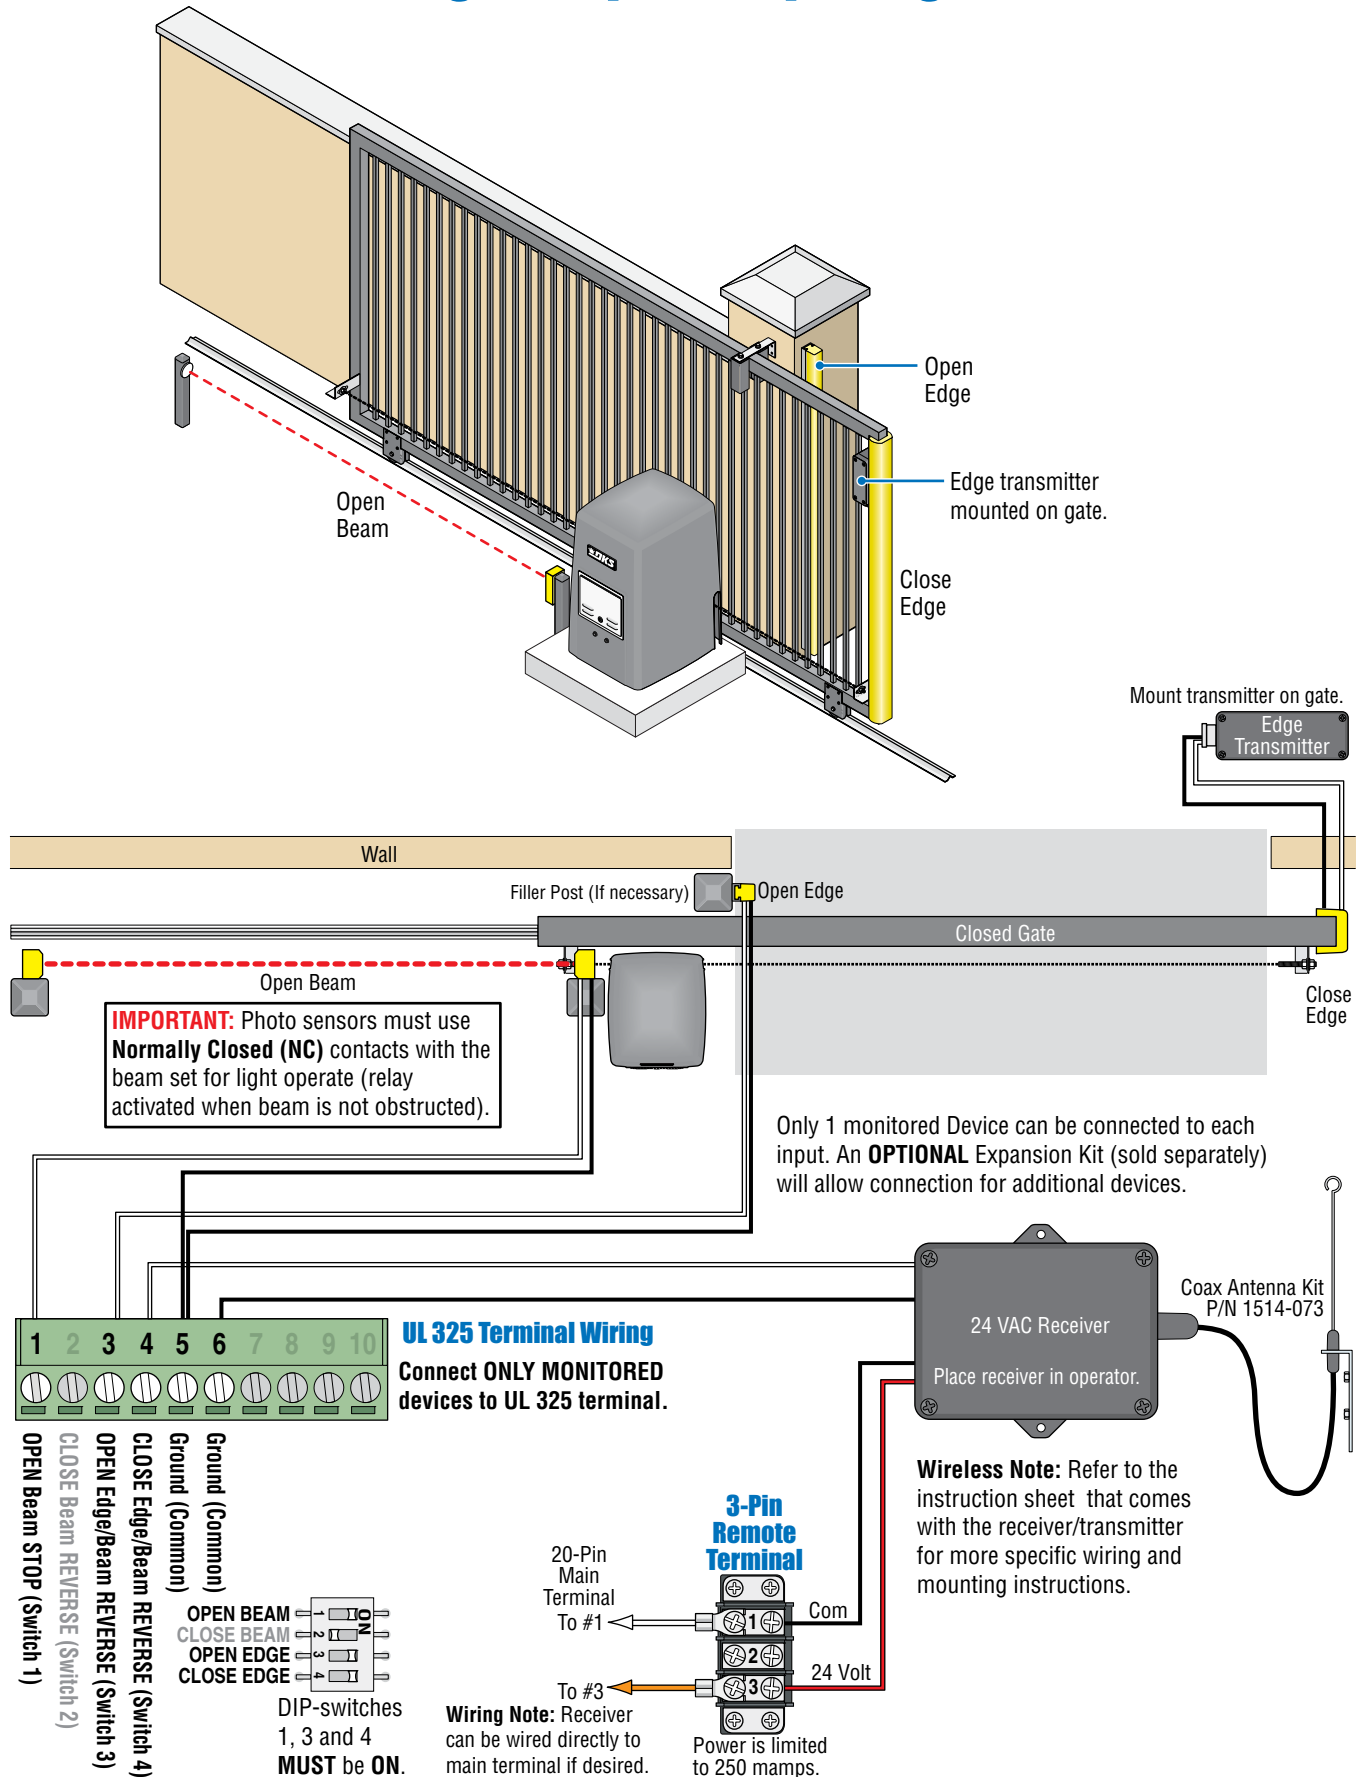 DKS
Open
Edge
Edge transmitter
mounted on gate.
Open
Beam
Close
Edge
Mount transmitter on gate.
Edge
Transmitter
Wall
Filler Post (If necessary)
Open Edge
Closed Gate
Open Beam
Close
Edge
IMPORTANT: Photo sensors must use
Normally Closed (NC) contacts with the
beam set for light operate (relay
activated when beam is not obstructed).
Only 1 monitored Device can be connected to each
input. An OPTIONAL Expansion Kit (sold separately)
will allow connection for additional devices.
Coax Antenna Kit
P/N 1514-073
24 VAC Receiver
Place receiver in operator.
1 2 3 4 5 6 7 8 9 10
UL 325 Terminal Wiring
Connect ONLY MONITORED
devices to UL 325 terminal.
OPEN Beam STOP (Switch 1)
CLOSE Beam REVERSE (Switch 2)
OPEN Edge/Beam REVERSE (Switch 3)
CLOSE Edge/Beam REVERSE (Switch 4)
Ground (Common)
Ground (Common)
Wireless Note: Refer to the
instruction sheet that comes
with the receiver/transmitter
for more specific wiring and
mounting instructions.
3-Pin
Remote
Terminal
20-Pin
Main
Terminal
To #1
To #3
1
2
3
Com
24 Volt
Power is limited
to 250 mamps.
OPEN BEAM
CLOSE BEAM
OPEN EDGE
CLOSE EDGE
1
2
3
4
ON
DIP-switches
1, 3 and 4
MUST be ON.
Wiring Note: Receiver
can be wired directly to
main terminal if desired.